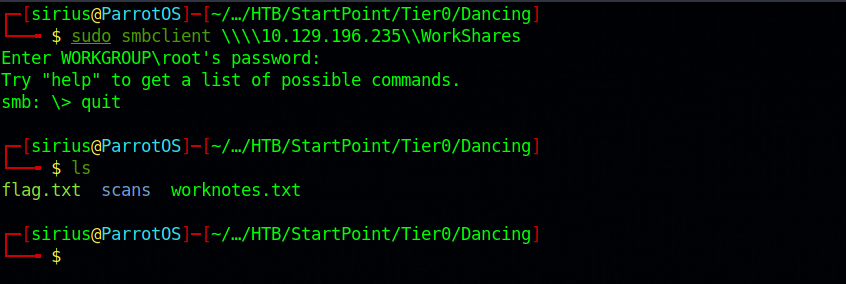 ┌─[sirius@ParrotOS]─[~/…/HTB/StartPoint/Tier0/Dancing]
└──╼ $ sudo smbclient \\\\10.129.196.235\\WorkShares
Enter WORKGROUP\root's password:
Try "help" to get a list of possible commands.
smb: \> quit
┌─[sirius@ParrotOS]─[~/…/HTB/StartPoint/Tier0/Dancing]
└──╼ $ ls
flag.txt  scans  worknotes.txt
┌─[sirius@ParrotOS]─[~/…/HTB/StartPoint/Tier0/Dancing]
└──╼ $